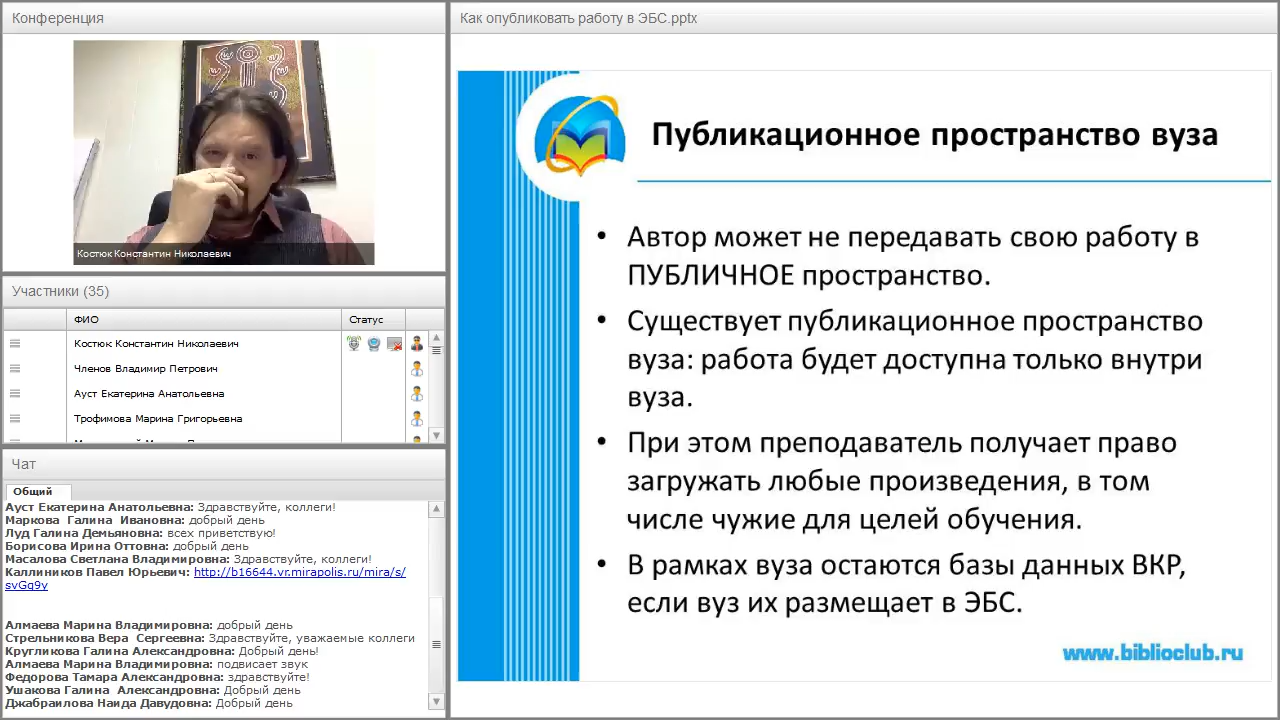 Конференция
Костюк Константин Николаевич
Участники (35)
ФИО
Статус
Костюк Константин Николаевич
Членов Владимир Петрович
Ауст Екатерина Анатольевна
Трофимова Марина Григорьевна
Чат
Общий
Ауст Екатерина Анатольевна: Здравствуйте, коллеги!
Маркова Галина Ивановна: добрый день
Луд Галина Демьяновна: всех приветствую!
Борисова Ирина Оттовна: добрый день
Масалова Светлана Владимировна: Здравствуйте, коллеги!
Каллиников Павел Юрьевич: http://b16644.vr.mirapolis.ru/mira/s/
svGq9y
Алмаева Марина Владимировна: добрый день
Стрельникова Вера Сергеевна: Здравствуйте, уважаемые коллеги
Кругликова Галина Александровна: Добрый день!
Алмаева Марина Владимировна: подвисает звук
Федорова Тамара Александровна: здравствуйте!
Ушакова Галина Александровна: Добрый день
Джабраилова Наида Давудовна: Добрый день
Как опубликовать работу в ЭБС.pptx
Публикационное пространство вуза
• Автор может не передавать свою работу в
ПУБЛИЧНОЕ пространство.
• Существует публикационное пространство
вуза: работа будет доступна только внутри
вуза.
• При этом преподаватель получает право
загружать любые произведения, в том
числе чужие для целей обучения.
• В рамках вуза остаются базы данных ВКР,
если вуз их размещает в ЭБС.
www.biblioclub.ru